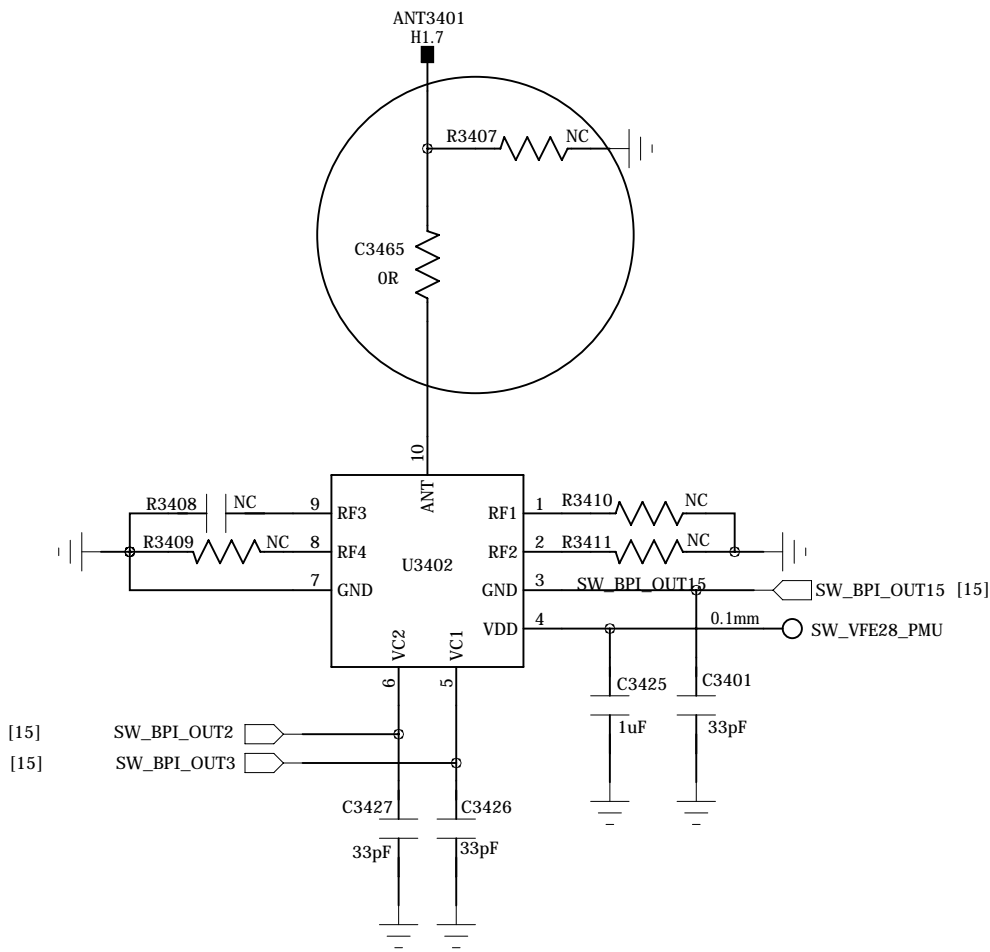 ANT3401
H1.7
R3407 NC
C3465
0R
10
ANT
R3408 NC 9 RF3
R3409 NC 8 RF4
7 GND
U3402
RF1 1 R3410 NC
RF2 2 R3411 NC
GND 3 SW_BPI_OUT15 SW_BPI_OUT15 [15]
VDD 4 0.1mm SW_VFE28_PMU
VC2 VC1
6 5
C3425
1uF
C3401
33pF
[15] SW_BPI_OUT2
[15] SW_BPI_OUT3
C3427
33pF
C3426
33pF